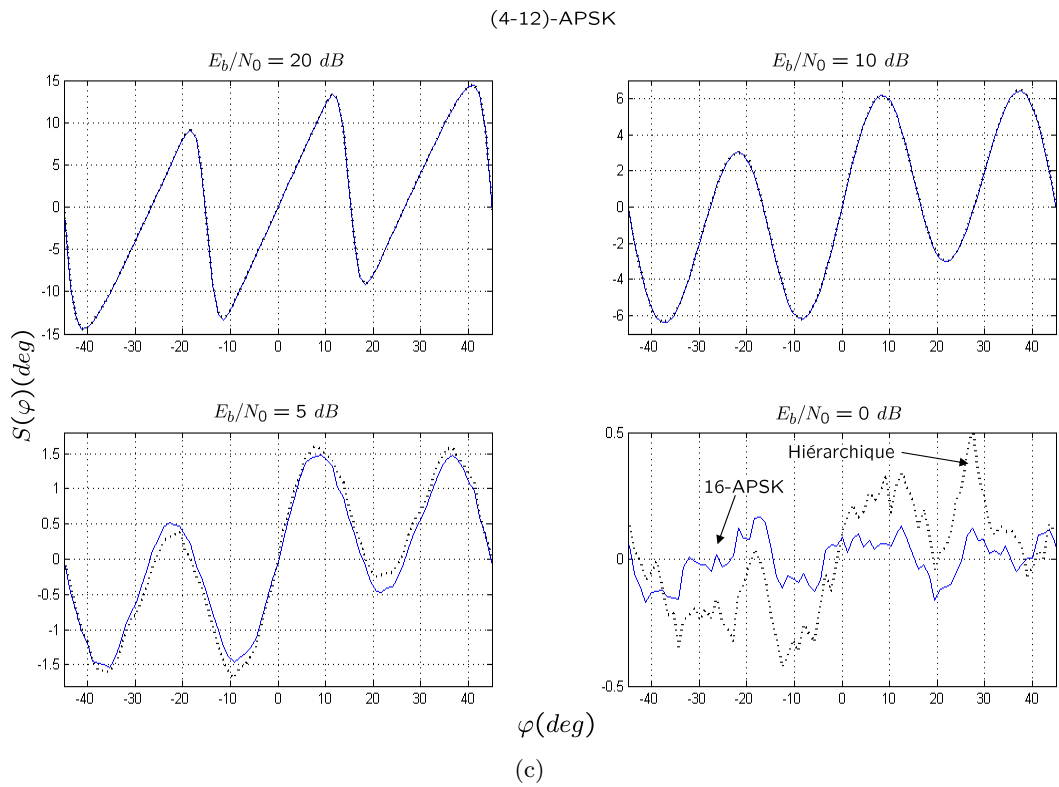 (4-12)-APSK
E_b/N_0 = 20 dB
15
10
5
0
-5
-10
-15
-40 -30 -20 -10 0 10 20 30 40
E_b/N_0 = 10 dB
6
4
2
0
-2
-4
-6
-40 -30 -20 -10 0 10 20 30 40
S(φ)(deg)
E_b/N_0 = 5 dB
1.5
1
0.5
0
-0.5
-1
-1.5
-40 -30 -20 -10 0 10 20 30 40
E_b/N_0 = 0 dB
0.5
Hiérarchique
16-APSK
0
-0.5
-40 -30 -20 -10 0 10 20 30 40
φ(deg)
(c)